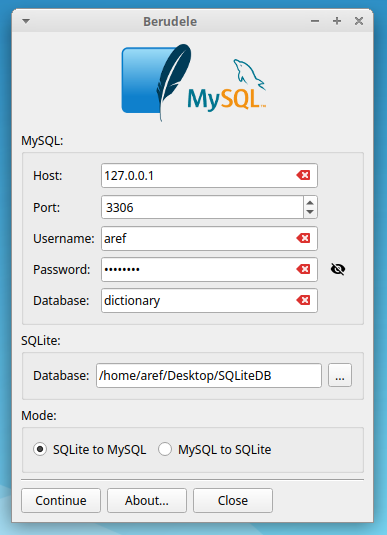 Berudele
MySQL™
MySQL:
Host: 127.0.0.1
Port: 3306
Username: aref
Password: ••••••••
Database: dictionary
SQLite:
Database: /home/aref/Desktop/SQLiteDB ...
Mode:
SQLite to MySQL MySQL to SQLite
Continue About... Close